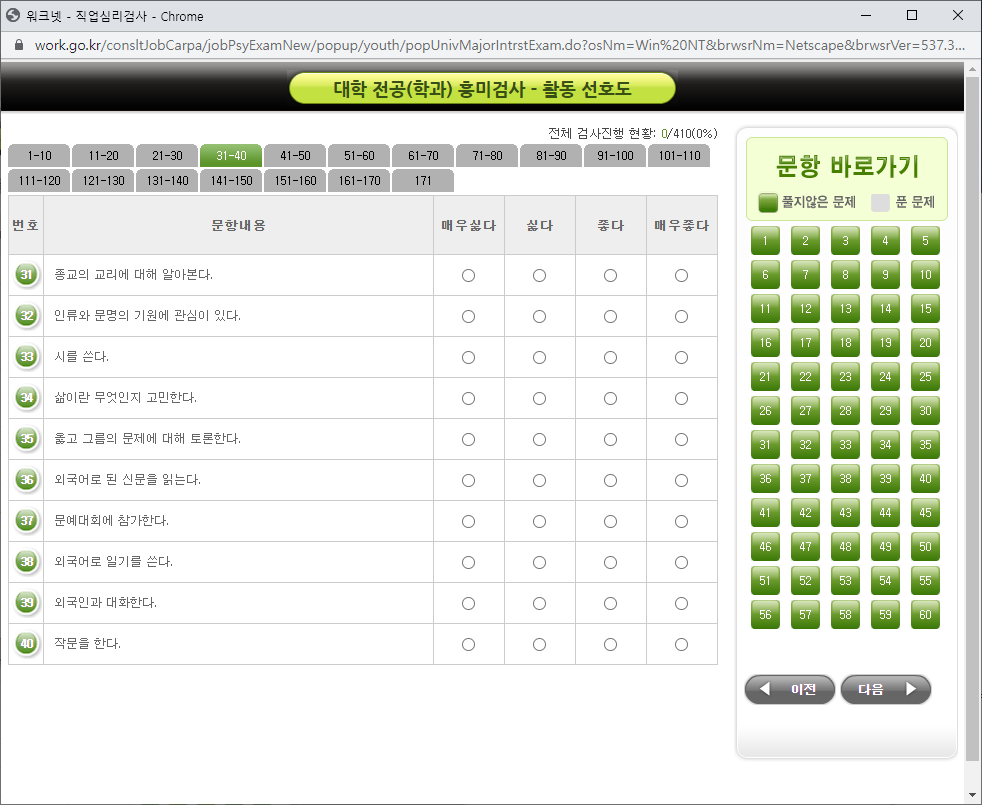 워크넷 - 직업심리검사 - Chrome
work.go.kr/consltJobCarpa/jobPsyExamNew/popup/youth/popUnivMajorIntrstExam.do?osNm=Win%20NT&brwsrNm=Netscape&brwsrVer=537.3...
대학 전공(학과) 흥미검사 - 활동 선호도
전체 검사진행 현황: 0/410(0%)
1-10 11-20 21-30 31-40 41-50 51-60 61-70 71-80 81-90 91-100 101-110
111-120 121-130 131-140 141-150 151-160 161-170 171
번호 문항내용 매우싫다 싫다 좋다 매우좋다
31 종교의 교리에 대해 알아본다.
32 인류와 문명의 기원에 관심이 있다.
33 시를 쓴다.
34 삶이란 무엇인지 고민한다.
35 옳고 그름의 문제에 대해 토론한다.
36 외국어로 된 신문을 읽는다.
37 문예대회에 참가한다.
38 외국어로 일기를 쓴다.
39 외국인과 대화한다.
40 작문을 한다.
문항 바로가기
풀지않은 문제 푼 문제
1 2 3 4 5
6 7 8 9 10
11 12 13 14 15
16 17 18 19 20
21 22 23 24 25
26 27 28 29 30
31 32 33 34 35
36 37 38 39 40
41 42 43 44 45
46 47 48 49 50
51 52 53 54 55
56 57 58 59 60
이전 다음